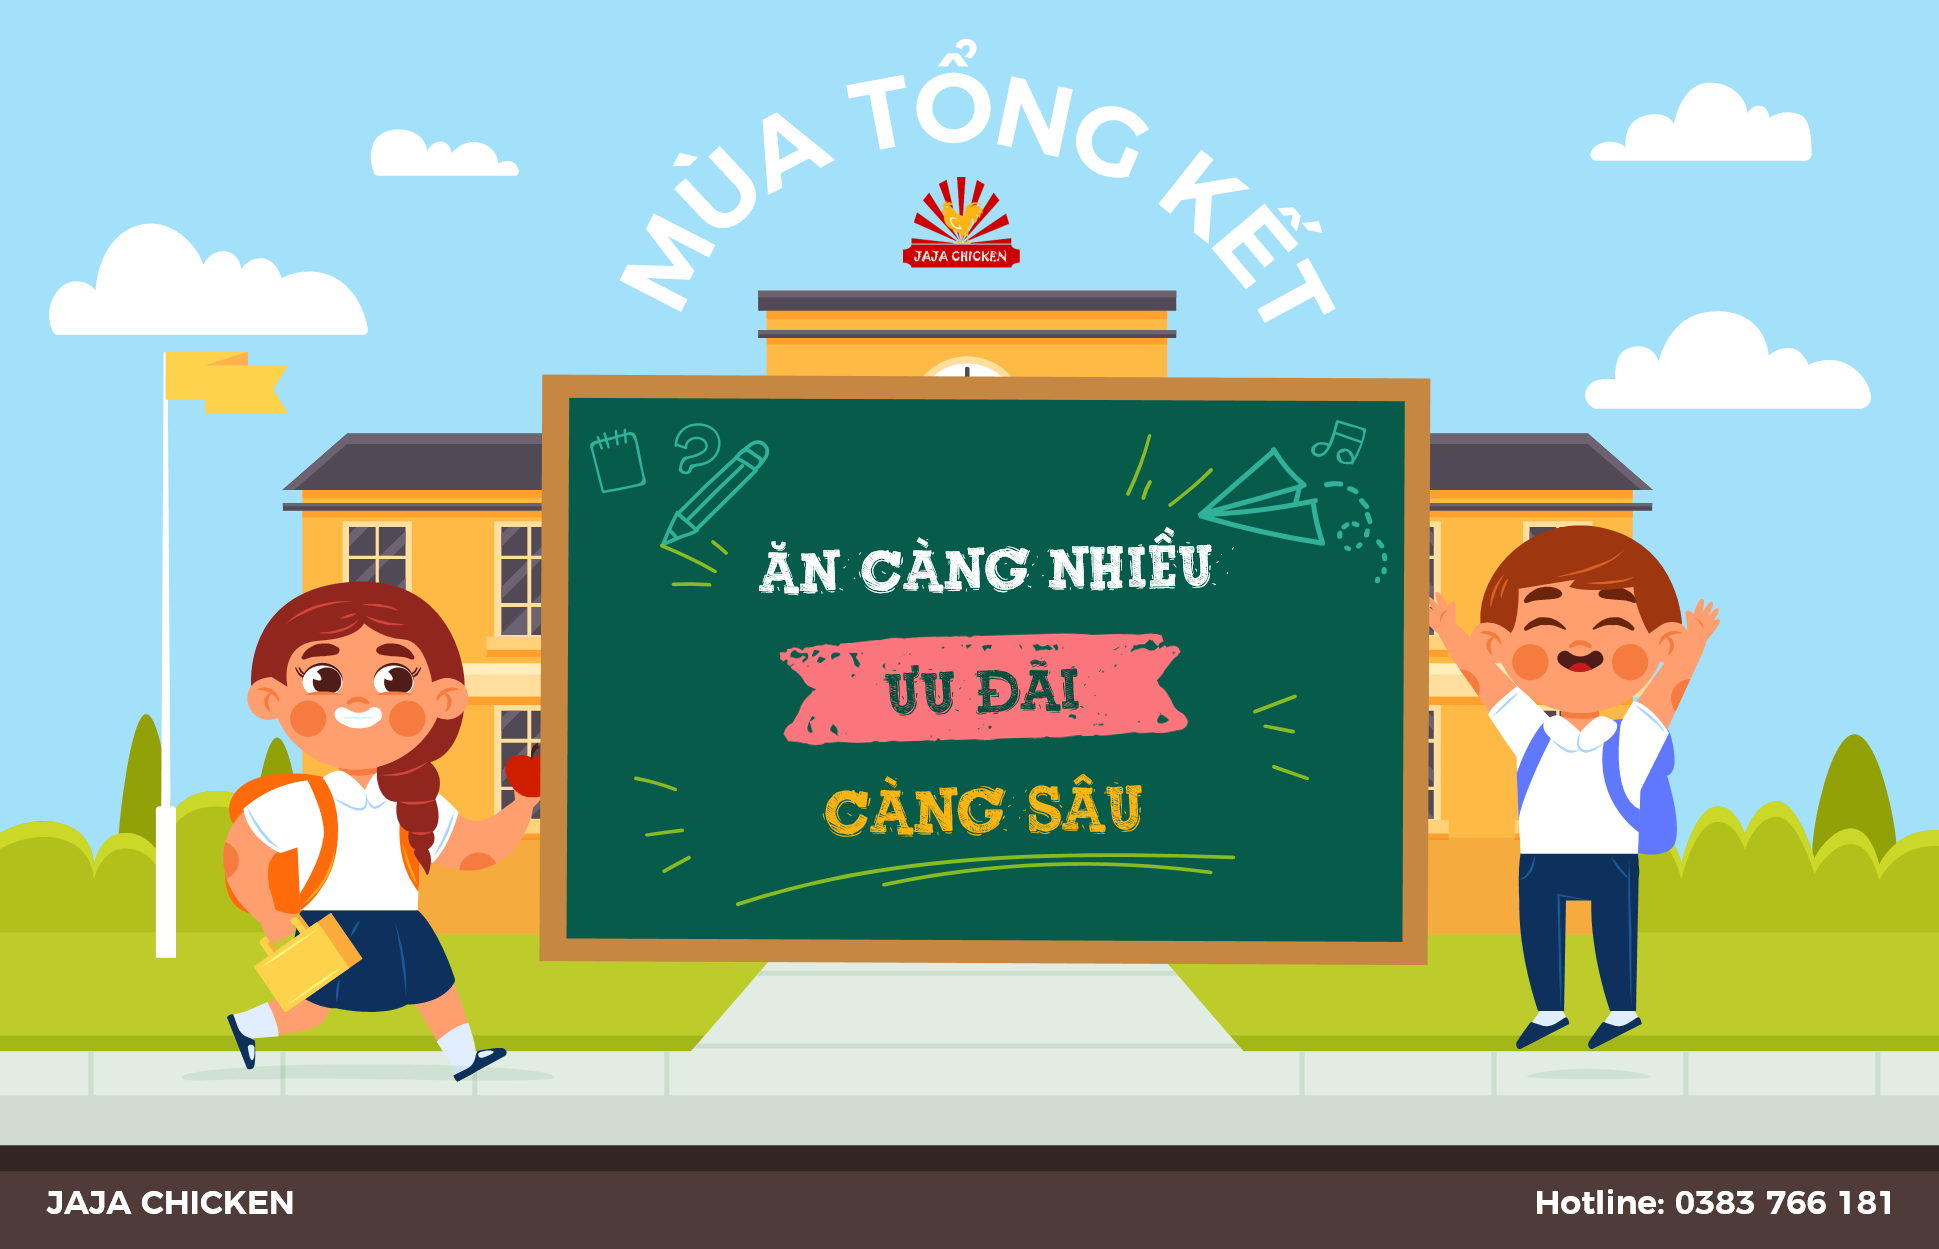 MÙA TỔNG KẾT
JAJA CHICKEN
ĂN CÀNG NHIỀU
ƯU ĐÃI
CÀNG SÂU
JAJA CHICKEN
Hotline: 0383 766 181